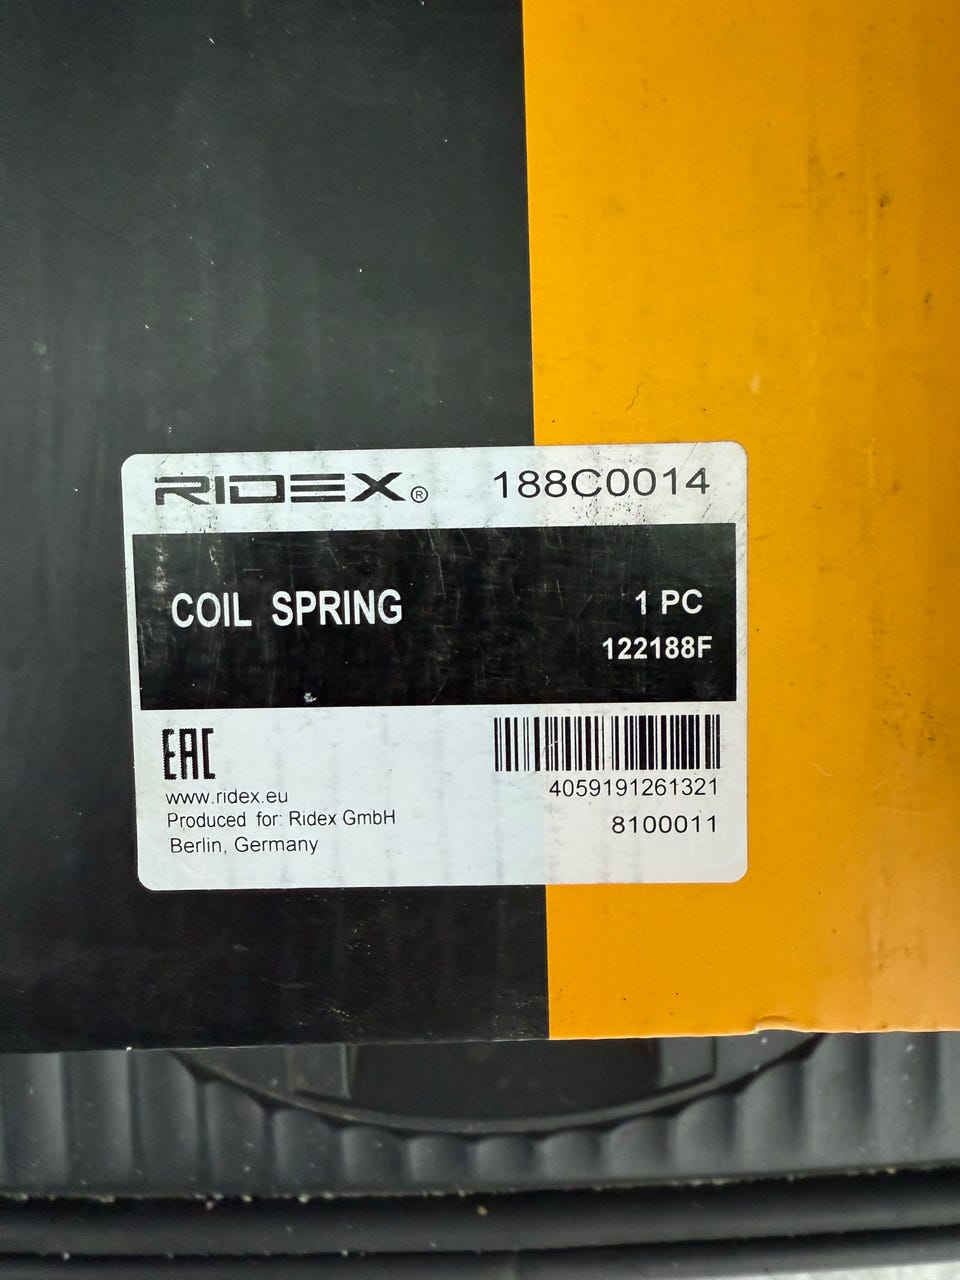 RIDEX® 188C0014
COIL SPRING 1 PC
122188F
EAC
4059191261321
www.ridex.eu
Produced for: Ridex GmbH 8100011
Berlin, Germany